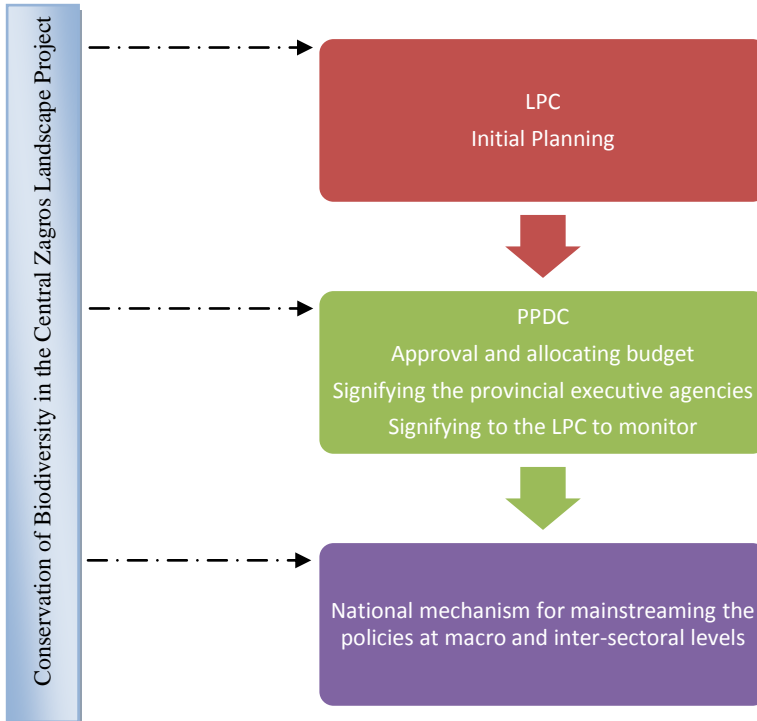 Conservation of Biodiversity in the Central Zagros Landscape Project
LPC
Initial Planning
PPDC
Approval and allocating budget
Signifying the provincial executive agencies
Signifying to the LPC to monitor
National mechanism for mainstreaming the
policies at macro and inter-sectoral levels